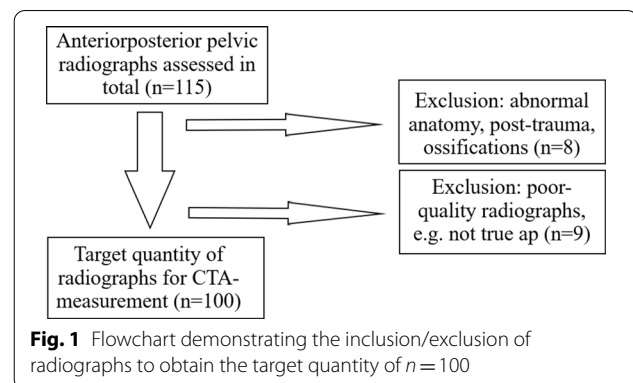 Anteriorposterior pelvic
radiographs assessed in
total (n=115)
Exclusion: abnormal
anatomy, post-trauma,
ossifications (n=8)
Exclusion: poor-
quality radiographs,
e.g. not true ap (n=9)
Target quantity of
radiographs for CTA-
measurement (n=100)
Fig. 1 Flowchart demonstrating the inclusion/exclusion of
radiographs to obtain the target quantity of n = 100